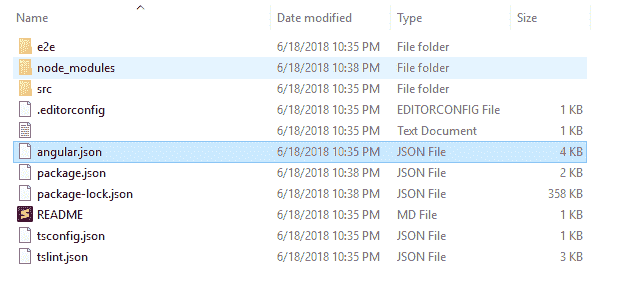 Name Date modified Type Size
e2e 6/18/2018 10:35 PM File folder
node_modules 6/18/2018 10:38 PM File folder
src 6/18/2018 10:35 PM File folder
.editorconfig 6/18/2018 10:35 PM EDITORCONFIG File 1 KB
6/18/2018 10:35 PM Text Document 1 KB
angular.json 6/18/2018 10:35 PM JSON File 4 KB
package.json 6/18/2018 10:38 PM JSON File 2 KB
package-lock.json 6/18/2018 10:38 PM JSON File 358 KB
README 6/18/2018 10:35 PM MD File 1 KB
tsconfig.json 6/18/2018 10:35 PM JSON File 1 KB
tslint.json 6/18/2018 10:35 PM JSON File 3 KB